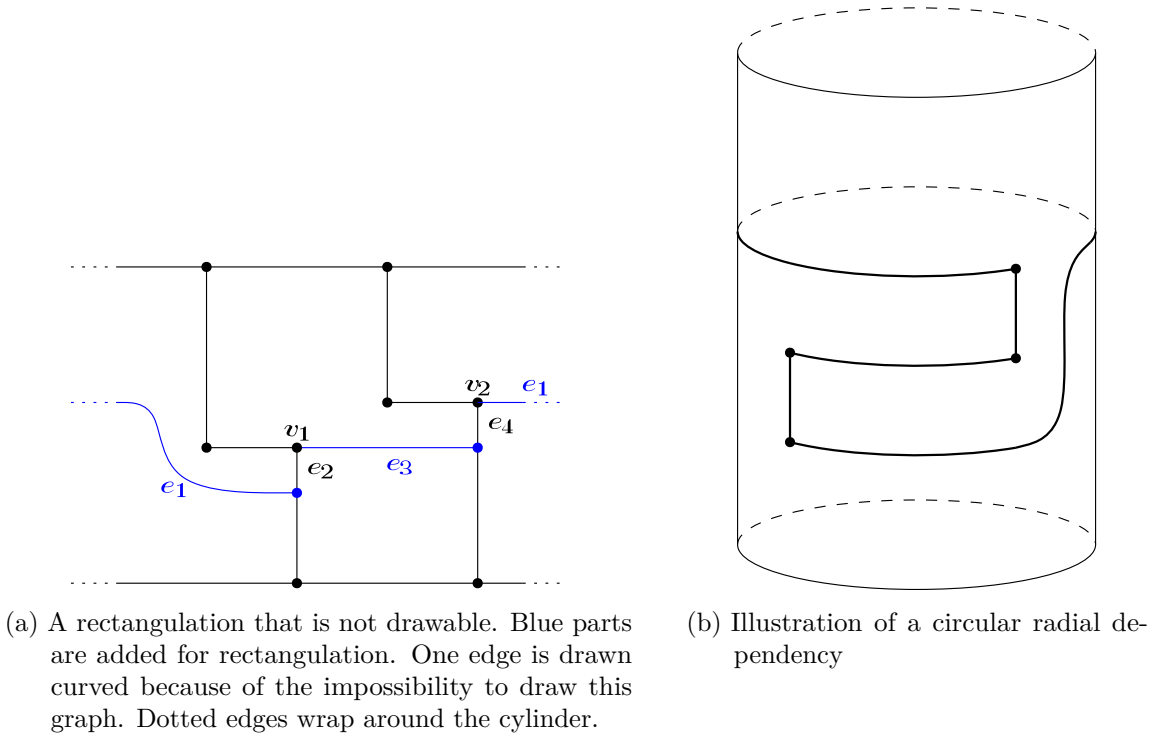 v₂
e₁
e₄
v₁
e₂
e₃
e₁
(a) A rectangulation that is not drawable. Blue parts
are added for rectangulation. One edge is drawn
curved because of the impossibility to draw this
graph. Dotted edges wrap around the cylinder.
(b) Illustration of a circular radial de-
pendency